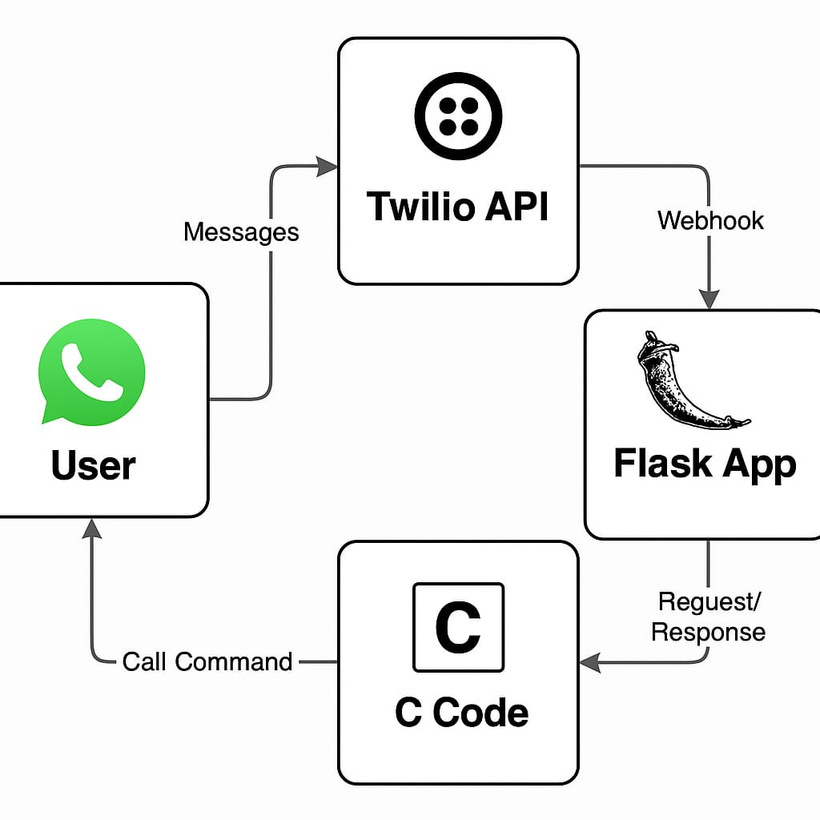 Twilio API
Messages
Webhook
User
Flask App
Reguest/
Response
C
C Code
Call Command